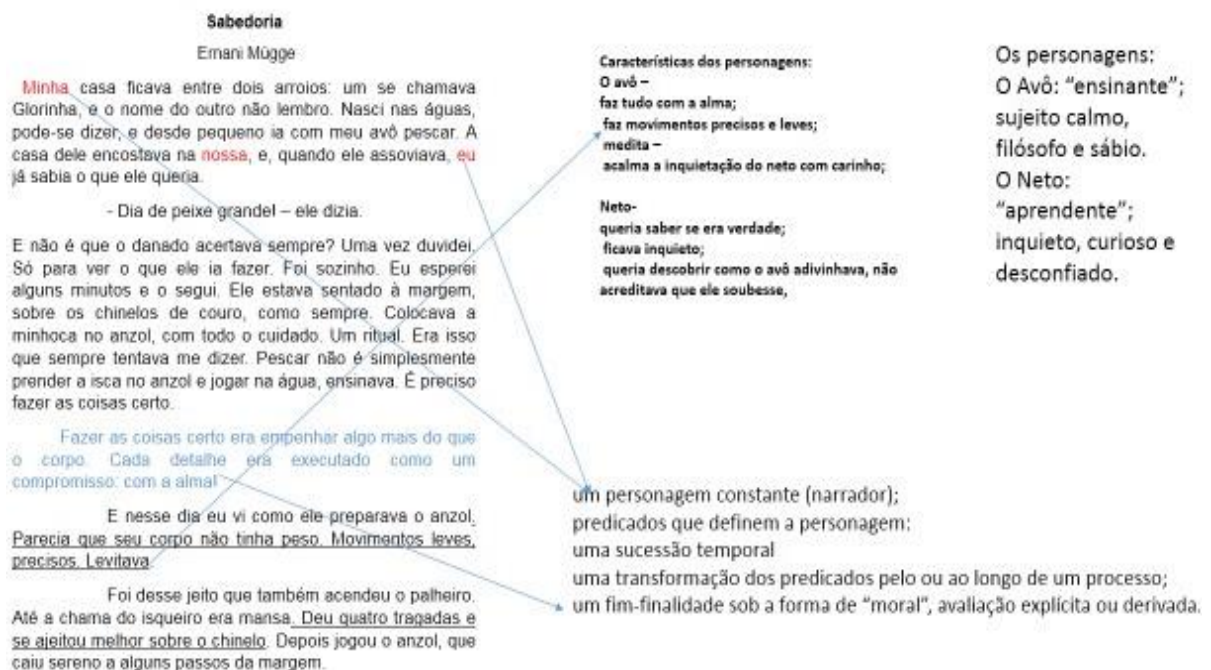 Sabedoria
Ernani Mügge
Minha casa ficava entre dois arroios: um se chamava
Glorinha, e o nome do outro não lembro. Nasci nas águas,
pode-se dizer, e desde pequeno ia com meu avô pescar. A
casa dele encostava na nossa, e, quando ele assoviava, eu
já sabia o que ele queria.
- Dia de peixe grande! – ele dizia.
E não é que o danado acertava sempre? Uma vez duvidei.
Só para ver o que ele ia fazer. Foi sozinho. Eu esperei
alguns minutos e o segui. Ele estava sentado à margem,
sobre os chinelos de couro, como sempre. Colocava a
minhoca no anzol, com todo o cuidado. Um ritual. Era isso
que sempre tentava me dizer. Pescar não é simplesmente
prender a isca no anzol e jogar na água, ensinava. É preciso
fazer as coisas certo.
Fazer as coisas certo era empenhar algo mais do que
o corpo. Cada detalhe era executado como um
compromisso: com a alma!
E nesse dia eu vi como ele preparava o anzol.
Parecia que seu corpo não tinha peso. Movimentos leves,
precisos. Levitava.
Foi desse jeito que também acendeu o palheiro.
Até a chama do isqueiro era mansa. Deu quatro tragadas e
se ajeitou melhor sobre o chinelo. Depois jogou o anzol, que
caiu sereno a alguns passos da margem.
Características dos personagens:
O avô –
faz tudo com a alma;
faz movimentos precisos e leves;
medita –
acalma a inquietação do neto com carinho;
Neto-
queria saber se era verdade;
ficava inquieto;
queria descobrir como o avô adivinhava, não
acreditava que ele soubesse,
Os personagens:
O Avô: “ensinante”;
sujeito calmo,
filósofo e sábio.
O Neto:
“aprendente”;
inquieto, curioso e
desconfiado.
um personagem constante (narrador);
predicados que definem a personagem:
uma sucessão temporal
uma transformação dos predicados pelo ou ao longo de um processo;
um fim-finalidade sob a forma de “moral”, avaliação explícita ou derivada.